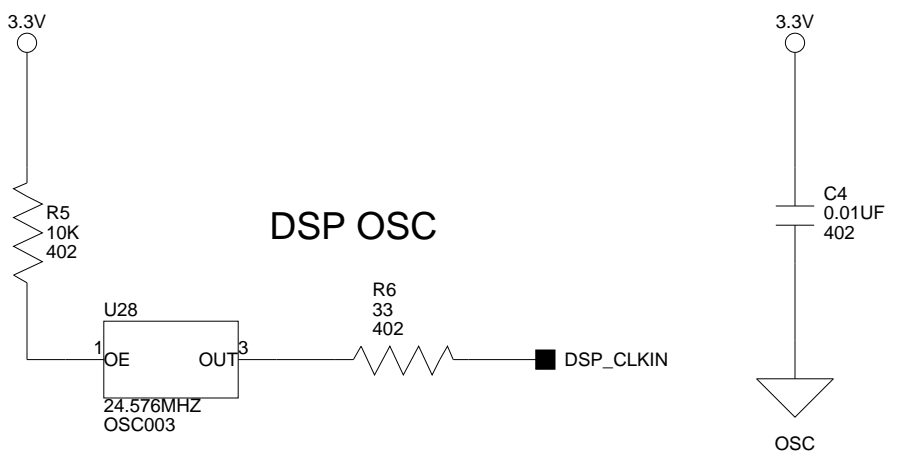 3.3V
3.3V
R5
10K
402
DSP OSC
C4
0.01UF
402
U28
R6
33
402
1
OE
OUT
3
DSP_CLKIN
24.576MHZ
OSC003
OSC